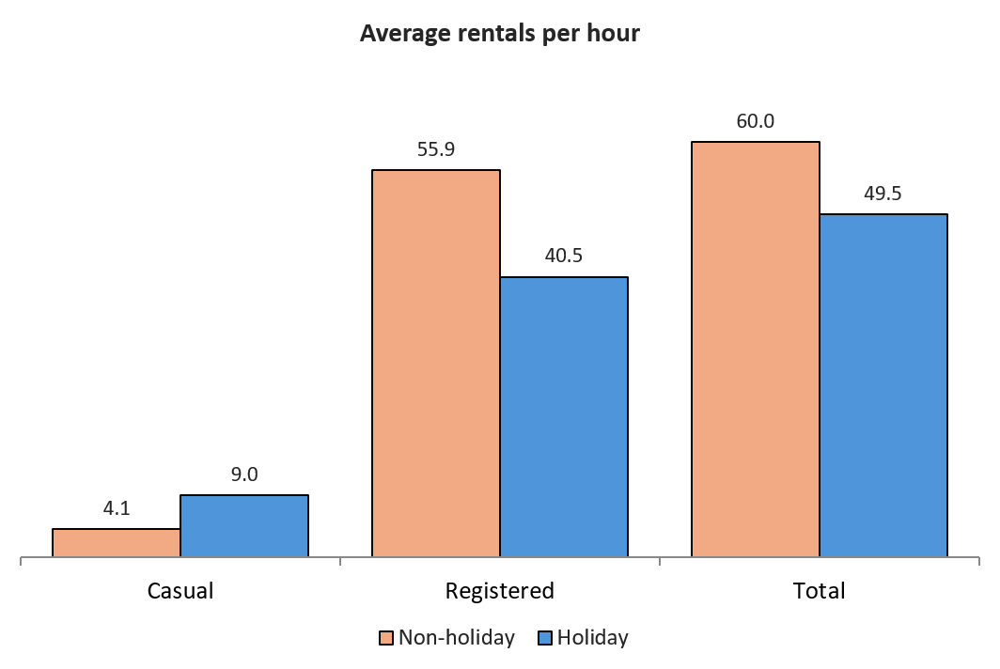 Average rentals per hour
60.0
55.9
49.5
40.5
9.0
4.1
Casual Registered Total
Non-holiday Holiday